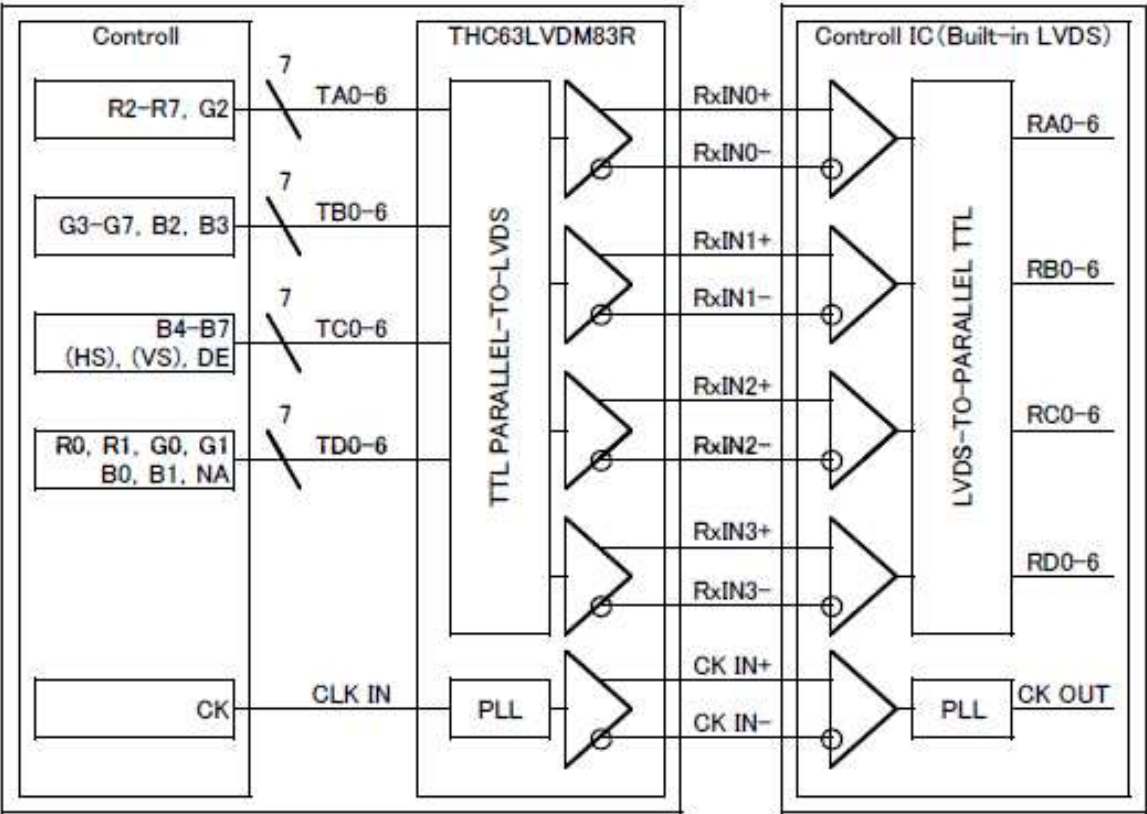 Controll
THC63LVDM83R
Controll IC(Built-in LVDS)
7
R2-R7, G2
TA0-6
RxIN0+
RxIN0-
RA0-6
7
G3-G7, B2, B3
TB0-6
RxIN1+
RxIN1-
RB0-6
7
B4-B7
(HS), (VS), DE
TC0-6
RxIN2+
RxIN2-
RC0-6
7
R0, R1, G0, G1
B0, B1, NA
TD0-6
RxIN3+
RxIN3-
RD0-6
TTL PARALLEL-TO-LVDS
LVDS-TO-PARALLEL TTL
CK
CLK IN
PLL
CK IN+
CK IN-
PLL
CK OUT